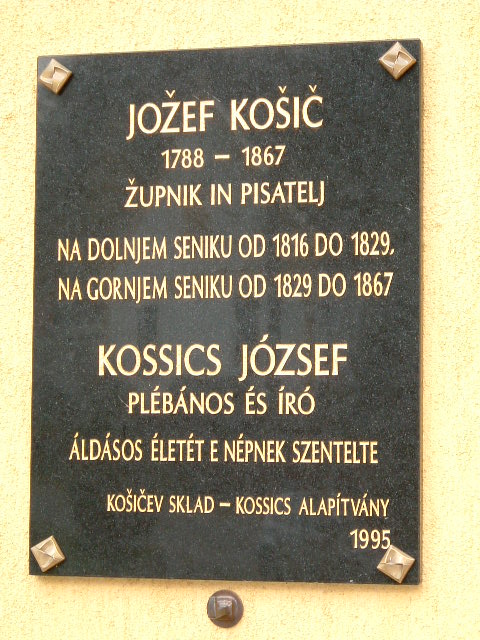 JOŽEF KOŠIČ
1788 – 1867
ŽUPNIK IN PISATELJ
NA DOLNJEM SENIKU OD 1816 DO 1829,
NA GORNJEM SENIKU OD 1829 DO 1867
KOSSICS JÓZSEF
PLÉBÁNOS ÉS ÍRÓ
ÁLDÁSOS ÉLETÉT E NÉPNEK SZENTELTE
KOŠIČEV SKLAD – KOSSICS ALAPÍTVÁNY
1995